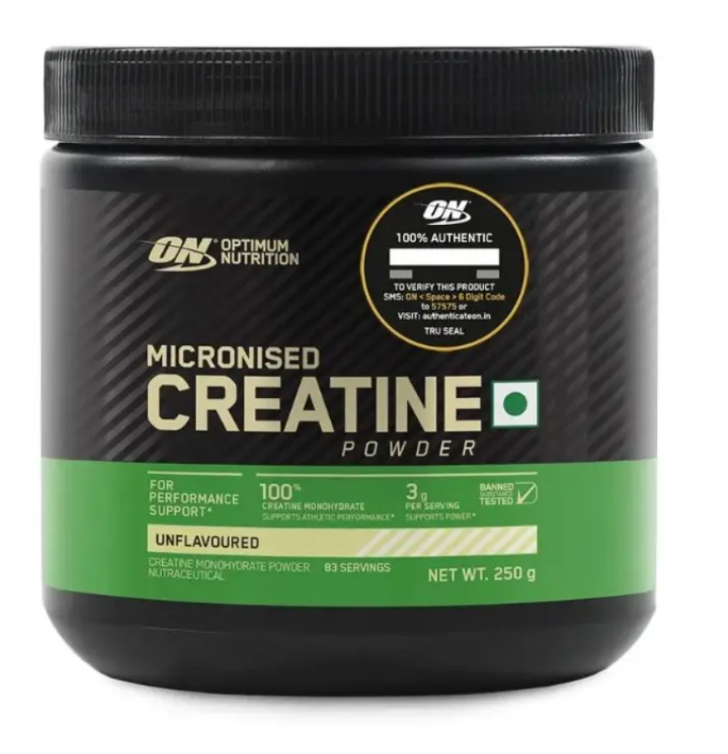 ON
100% AUTHENTIC
TO VERIFY THIS PRODUCT
SMS: ON < Space > 6 Digit Code
to 57575 or
VISIT: authenticateon.in
TRU SEAL
ON® OPTIMUM
NUTRITION
MICRONISED
CREATINE
POWDER
FOR
PERFORMANCE
SUPPORT*
100%
CREATINE MONOHYDRATE
SUPPORTS ATHLETIC PERFORMANCE*
3g
PER SERVING
SUPPORTS POWER*
BANNED
SUBSTANCE
TESTED
UNFLAVOURED
CREATINE MONOHYDRATE POWDER
NUTRACEUTICAL
83 SERVINGS
NET WT. 250 g